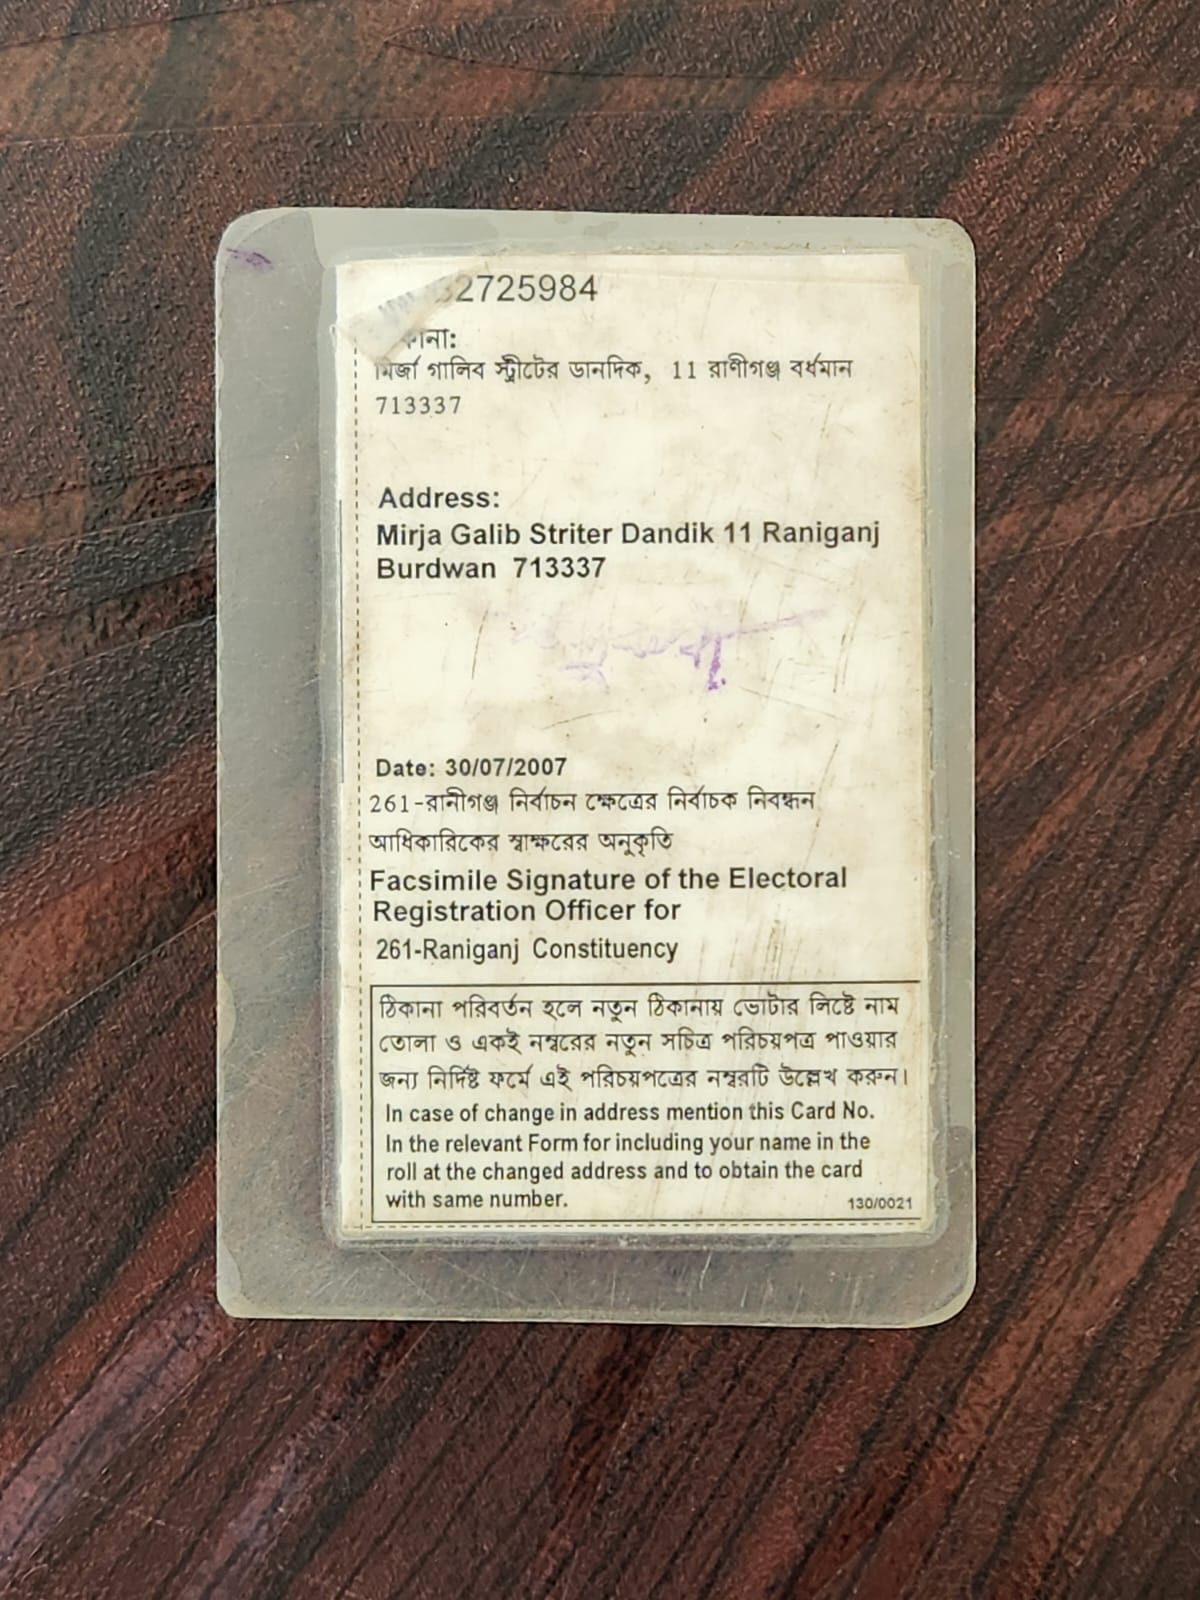 32725984
মির্জা গালিব স্ট্রীটের ডানদিক, 11 রাণীগঞ্জ বর্ধমান
713337
Address:
Mirja Galib Striter Dandik 11 Raniganj
Burdwan 713337
Date: 30/07/2007
261-রানীগঞ্জ নির্বাচন ক্ষেত্রের নির্বাচক নিবন্ধন
আধিকারিকের স্বাক্ষরের অনুকৃতি
Facsimile Signature of the Electoral
Registration Officer for
261-Raniganj Constituency
ঠিকানা পরিবর্তন হলে নতুন ঠিকানায় ভোটার লিষ্টে নাম
তোলা ও একই নম্বরের নতুন সচিত্র পরিচয়পত্র পাওয়ার
জন্য নির্দিষ্ট ফর্মে এই পরিচয়পত্রের নম্বরটি উল্লেখ করুন।
In case of change in address mention this Card No.
In the relevant Form for including your name in the
roll at the changed address and to obtain the card
with same number.
130/0021